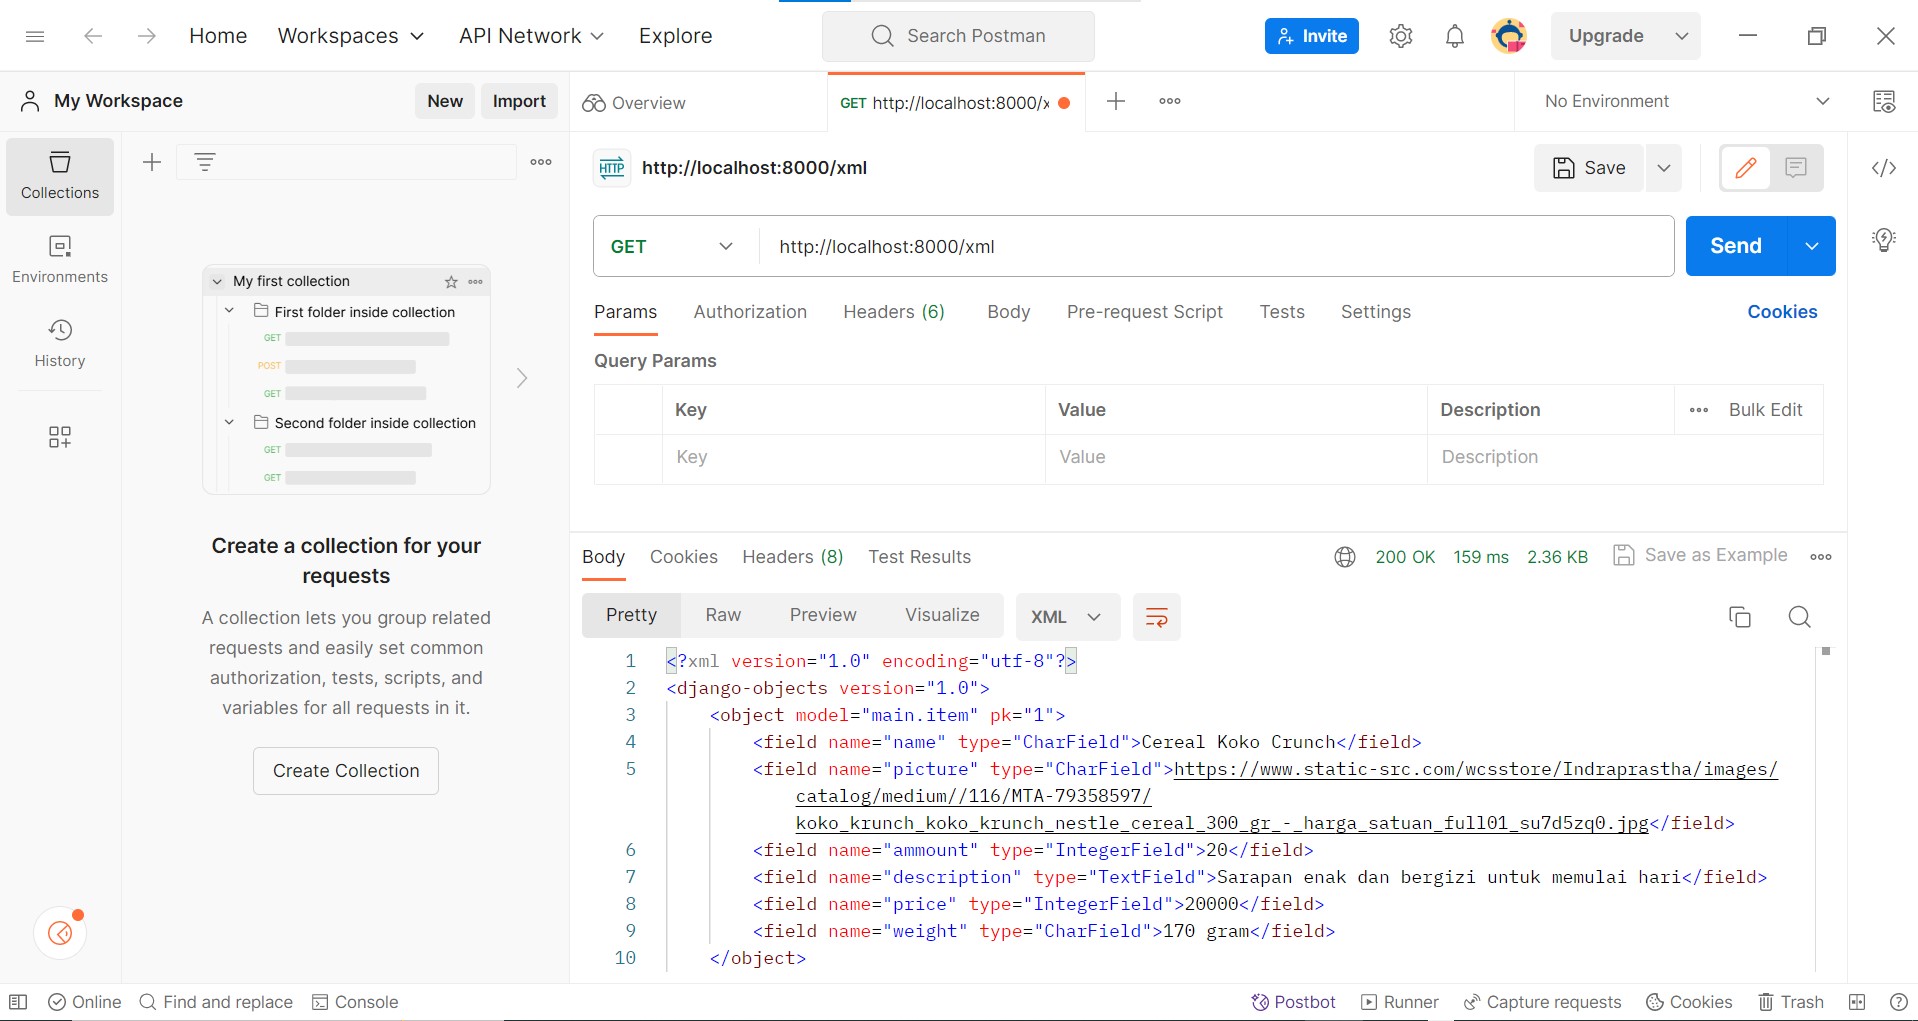 Home Workspaces API Network Explore Search Postman Invite Upgrade
My Workspace New Import Overview GET http://localhost:8000/x No Environment
Collections
Environments
History
My first collection
First folder inside collection
GET
POST
GET
Second folder inside collection
GET
GET
Create a collection for your
requests
A collection lets you group related
requests and easily set common
authorization, tests, scripts, and
variables for all requests in it.
Create Collection
HTTP http://localhost:8000/xml Save
GET http://localhost:8000/xml Send
Params Authorization Headers (6) Body Pre-request Script Tests Settings Cookies
Query Params
Key Value Description Bulk Edit
Key Value Description
Body Cookies Headers (8) Test Results 200 OK 159 ms 2.36 KB Save as Example
Pretty Raw Preview Visualize XML
1 <?xml version="1.0" encoding="utf-8"?>
2 <django-objects version="1.0">
3 <object model="main.item" pk="1">
4 <field name="name" type="CharField">Cereal Koko Crunch</field>
5 <field name="picture" type="CharField">https://www.static-src.com/wcsstore/Indraprastha/images/
catalog/medium//116/MTA-79358597/
koko_krunch_koko_krunch_nestle_cereal_300_gr_-_harga_satuan_full01_su7d5zq0.jpg</field>
6 <field name="ammount" type="IntegerField">20</field>
7 <field name="description" type="TextField">Sarapan enak dan bergizi untuk memulai hari</field>
8 <field name="price" type="IntegerField">20000</field>
9 <field name="weight" type="CharField">170 gram</field>
10 </object>
Online Find and replace Console Postbot Runner Capture requests Cookies Trash